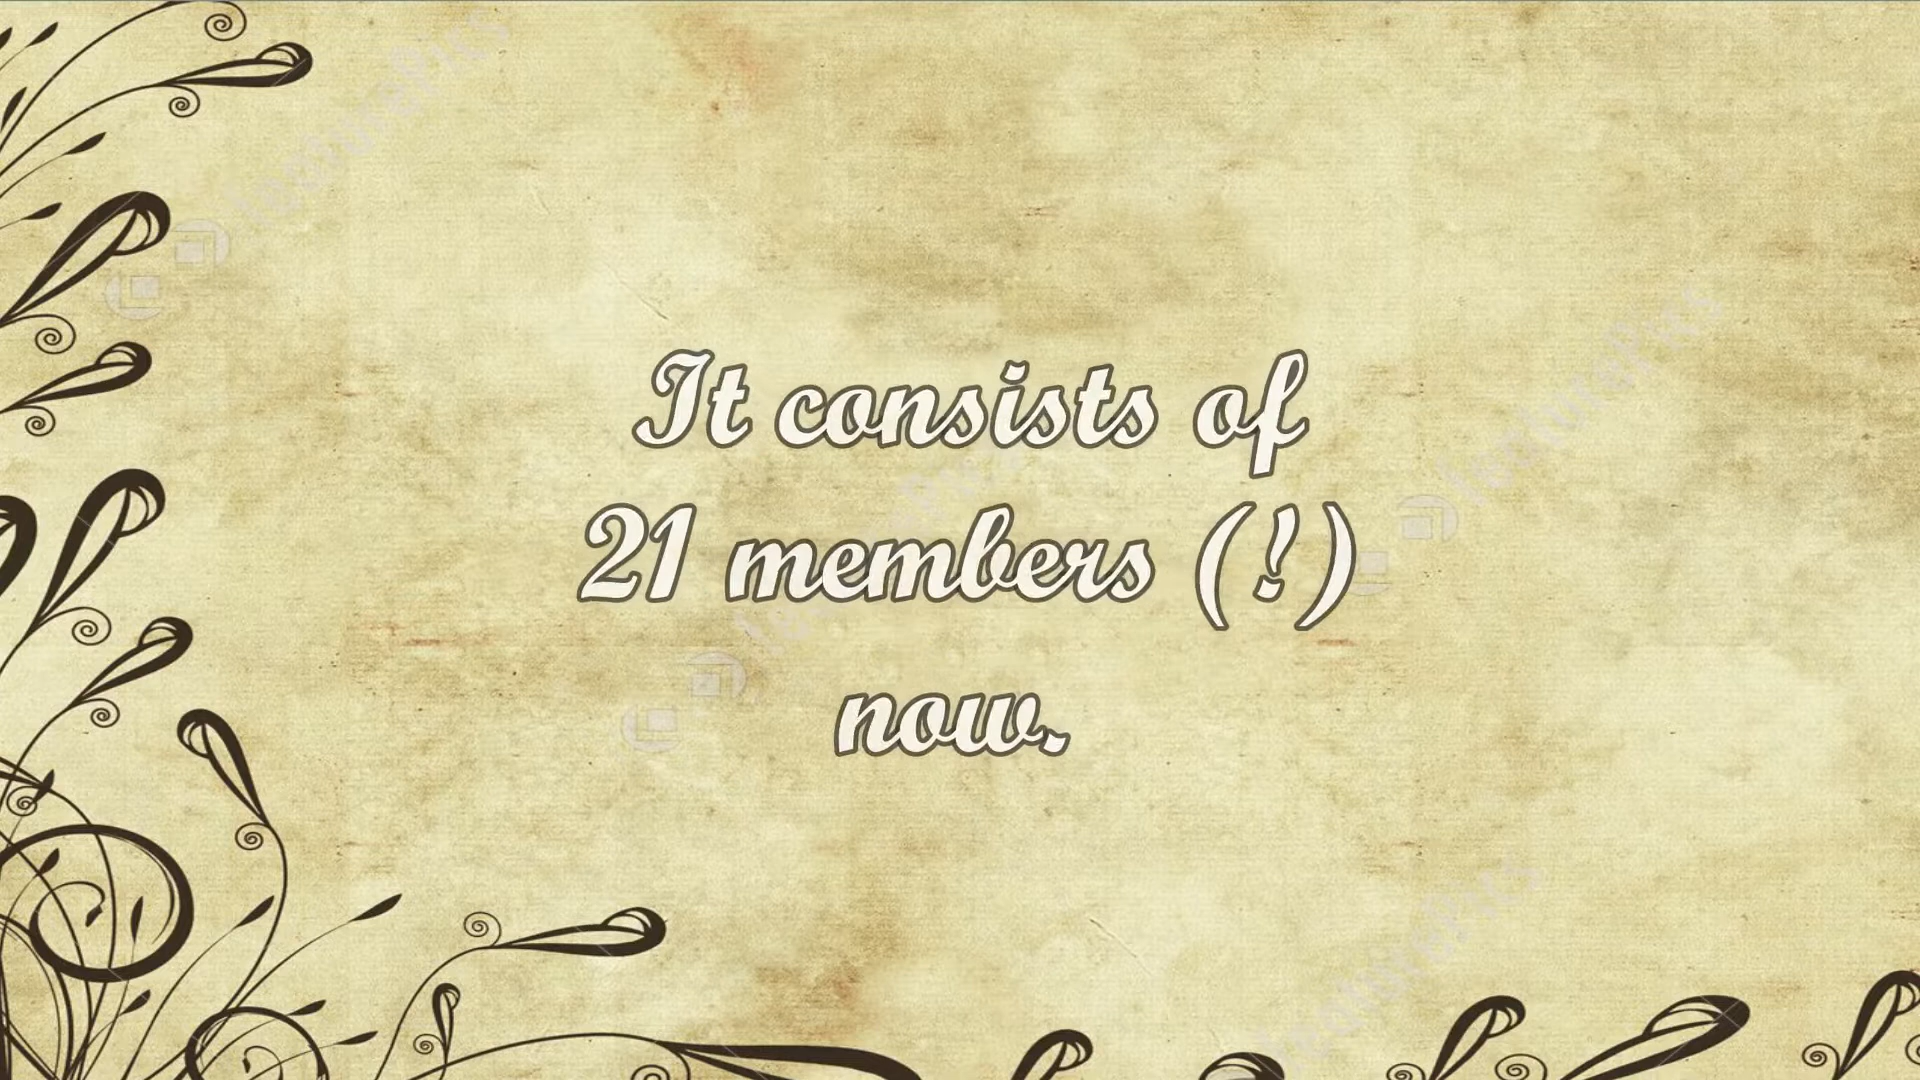 It consists of
21 members (!)
now.